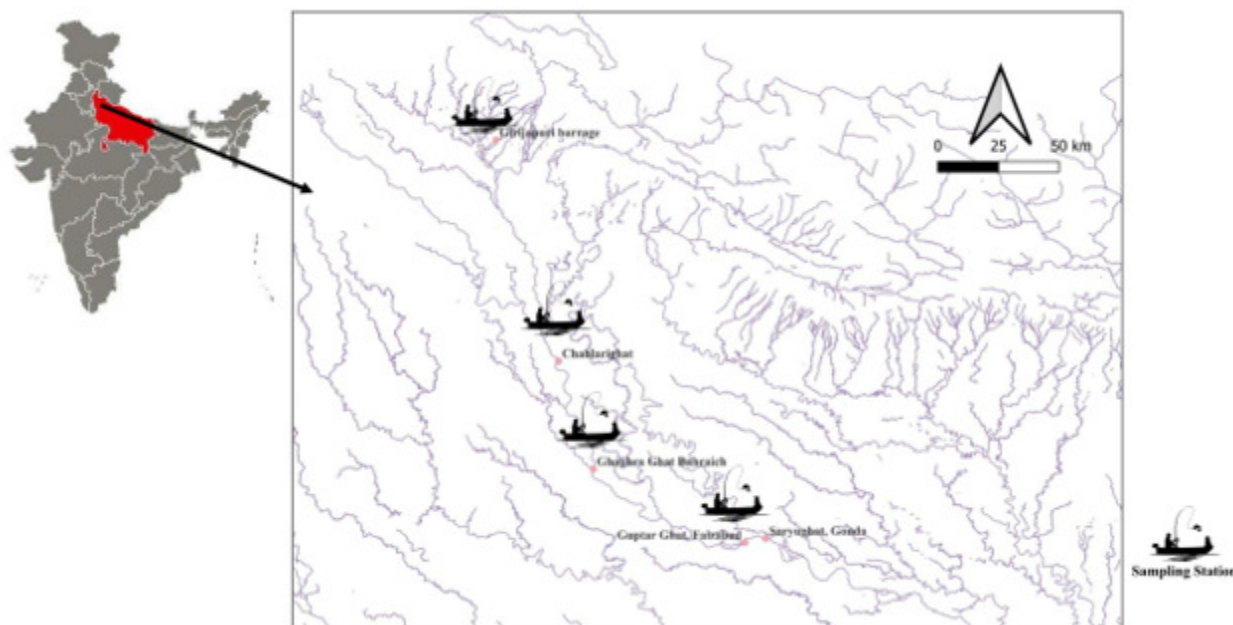 Girijapuri barrage
0 25 50 km
Chahlarighat
Ghaghra Ghat Bahraich
Guptar Ghat, Faizabad
Saryughat, Gonda
Sampling Station